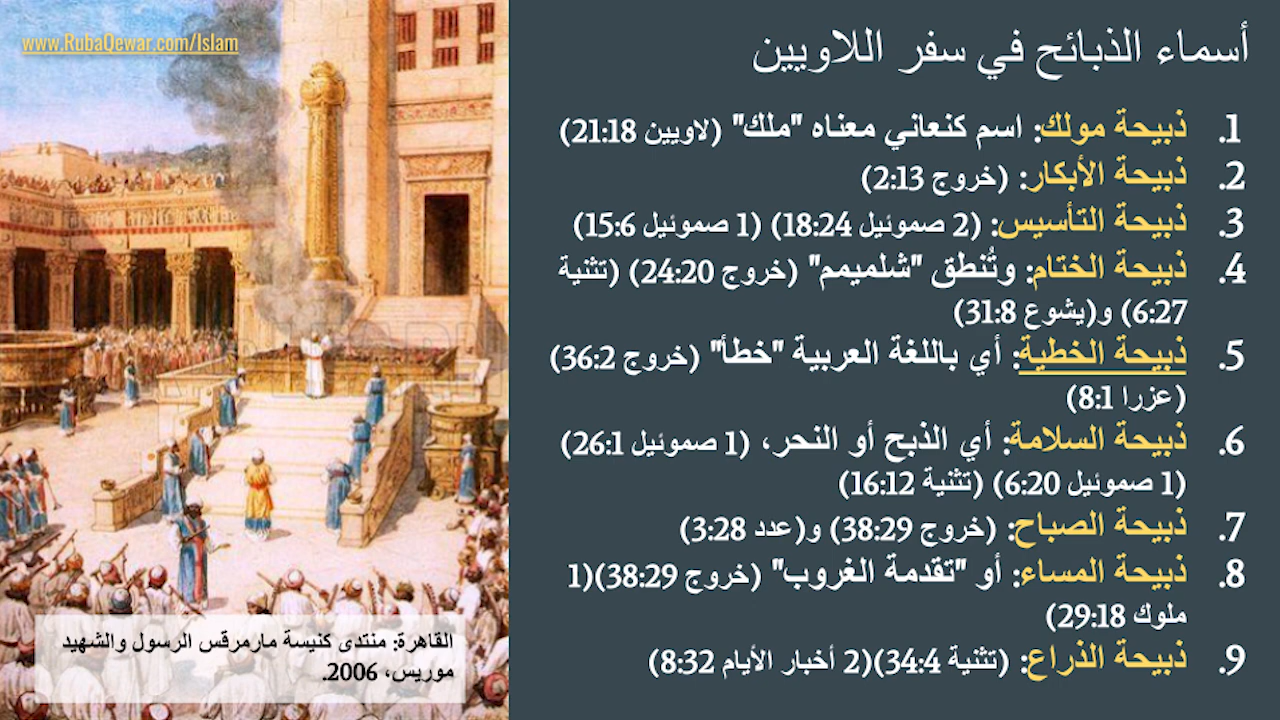 www.RubaQewar.com/Islam
أسماء الذبائح في سفر اللاويين
1. ذبيحة مولك: اسم كنعاني معناه "ملك" (لاويين 21:18)
2. ذبيحة الأبكار: (خروج 2:13)
3. ذبيحة التأسيس: (2 صموئيل 18:24) (1 صموئيل 15:6)
4. ذبيحة الختام: وتُنطق "شلميمم" (خروج 24:20) (تثنية
6:27) و(يشوع 31:8)
5. ذبيحة الخطية: أي باللغة العربية "خطأ" (خروج 36:2)
(عزرا 8:1)
6. ذبيحة السلامة: أي الذبح أو النحر، (1 صموئيل 26:1)
(1 صموئيل 6:20) (تثنية 16:12)
7. ذبيحة الصباح: (خروج 38:29) و(عدد 3:28)
8. ذبيحة المساء: أو "تقدمة الغروب" (خروج 38:29)(1
ملوك 29:18)
9. ذبيحة الذراع: (تثنية 34:4)(2 أخبار الأيام 8:32)
القاهرة: منتدى كنيسة مارمرقس الرسول والشهيد
موريس، 2006.